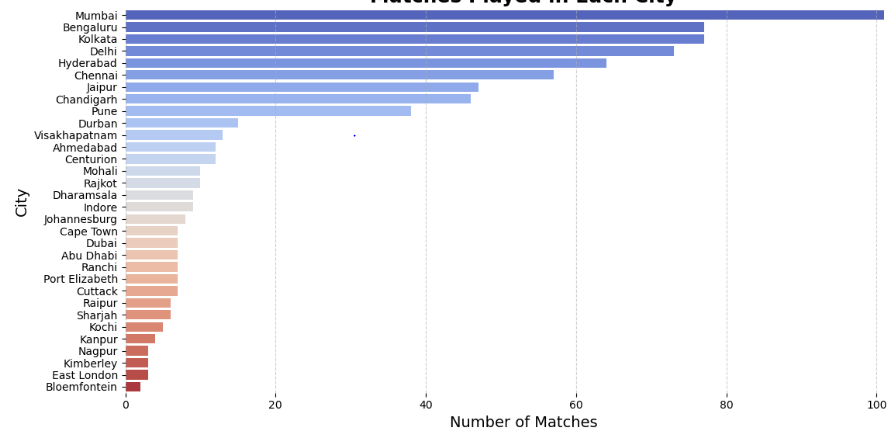 Matches Played in Each City
Mumbai
Bengaluru
Kolkata
Delhi
Hyderabad
Chennai
Jaipur
Chandigarh
Pune
Durban
Visakhapatnam
Ahmedabad
Centurion
Mohali
Rajkot
Dharamsala
Indore
Johannesburg
Cape Town
Dubai
Abu Dhabi
Ranchi
Port Elizabeth
Cuttack
Raipur
Sharjah
Kochi
Kanpur
Nagpur
Kimberley
East London
Bloemfontein
City
0 20 40 60 80 100
Number of Matches